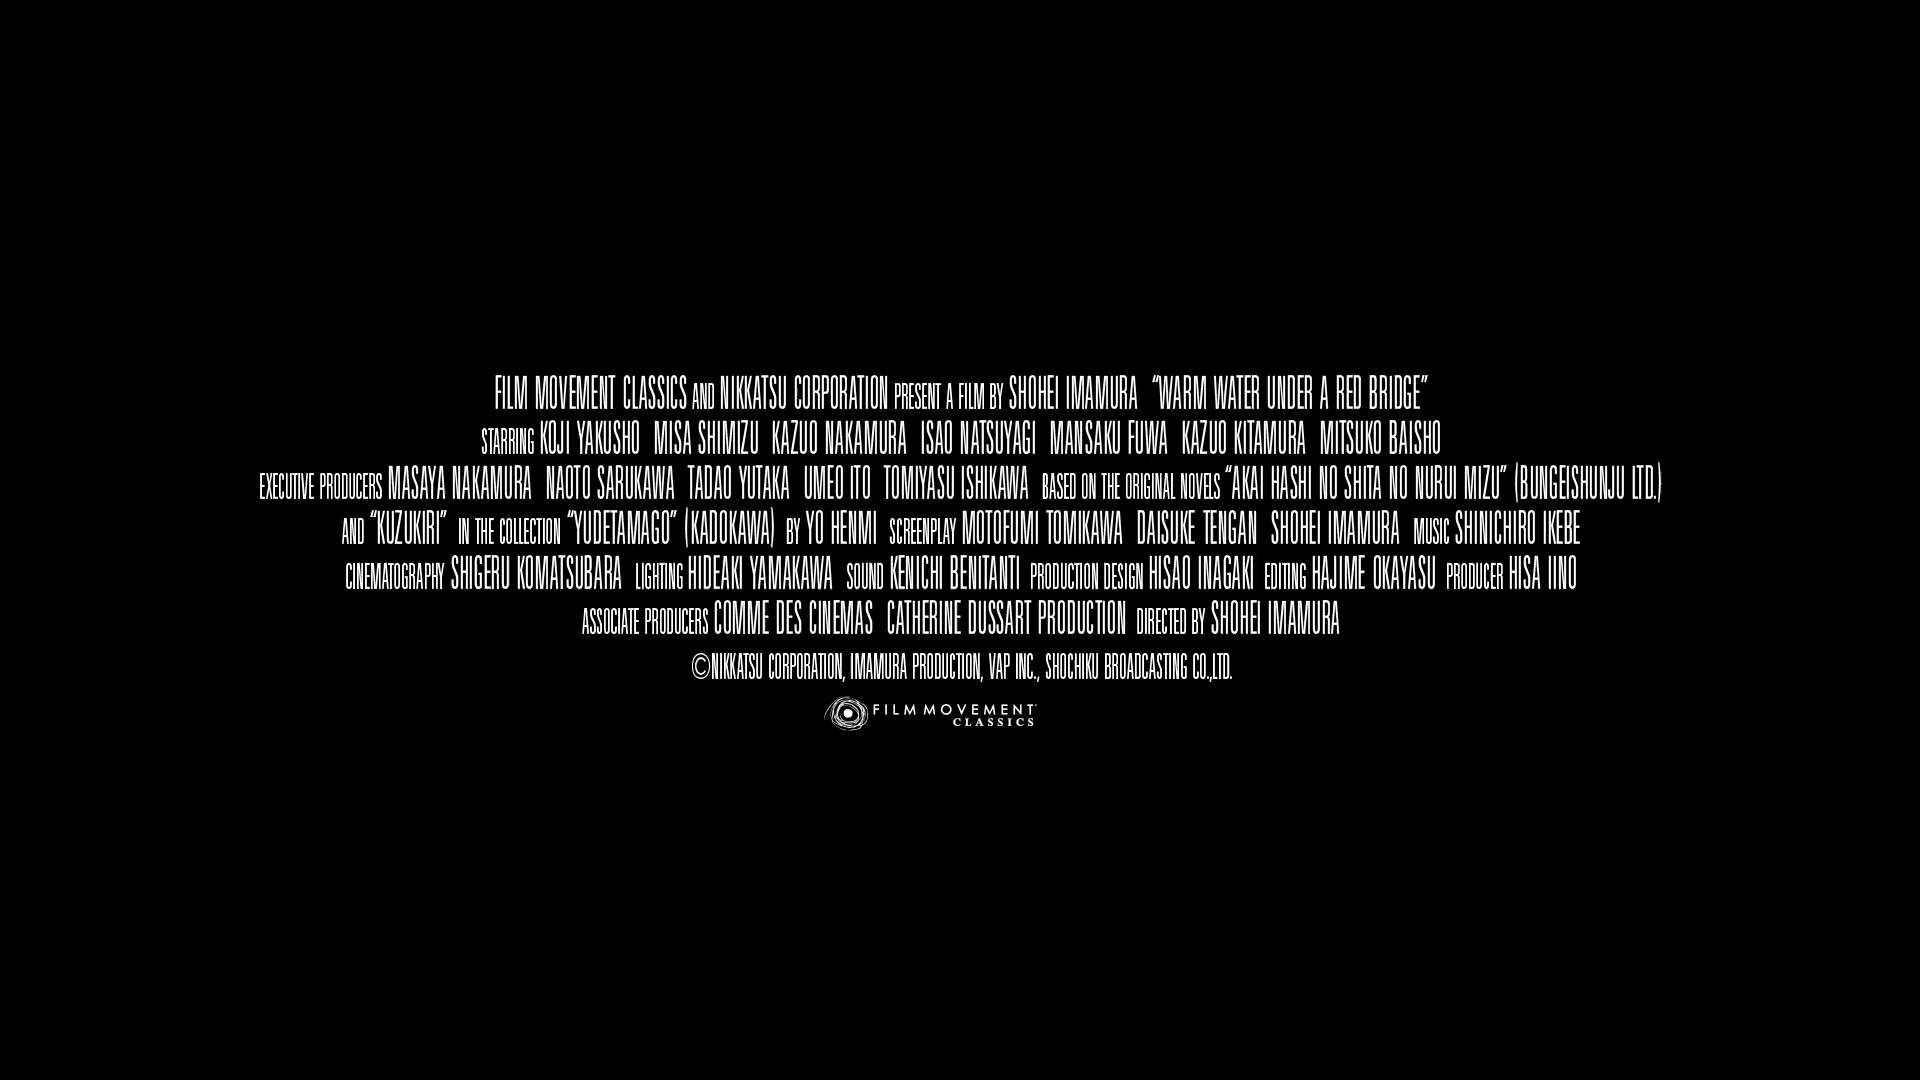 FILM MOVEMENT CLASSICS AND NIKKATSU CORPORATION PRESENT A FILM BY SHOHEI IMAMURA “WARM WATER UNDER A RED BRIDGE”
STARRING KOJI YAKUSHO MISA SHIMIZU KAZUO NAKAMURA ISAO NATSUYAGI MANSAKU FUWA KAZUO KITAMURA MITSUKO BAISHO
EXECUTIVE PRODUCERS MASAYA NAKAMURA NAOTO SARUKAWA TADAO YUTAKA UMEO ITO TOMIYASU ISHIKAWA BASED ON THE ORIGINAL NOVELS “AKAI HASHI NO SHITA NO NURUI MIZU” (BUNGEISHUNJU LTD.)
AND “KUZUKIRI” IN THE COLLECTION “YUDETAMAGO” (KADOKAWA) BY YO HENMI SCREENPLAY MOTOFUMI TOMIKAWA DAISUKE TENGAN SHOHEI IMAMURA MUSIC SHINICHIRO IKEBE
CINEMATOGRAPHY SHIGERU KOMATSUBARA LIGHTING HIDEAKI YAMAKAWA SOUND KENICHI BENITANTI PRODUCTION DESIGN HISAO INAGAKI EDITING HAJIME OKAYASU PRODUCER HISA IINO
ASSOCIATE PRODUCERS COMME DES CINEMAS CATHERINE DUSSART PRODUCTION DIRECTED BY SHOHEI IMAMURA
©NIKKATSU CORPORATION, IMAMURA PRODUCTION, VAP INC., SHOCHIKU BROADCASTING CO.,LTD.
FILM MOVEMENT
CLASSICS